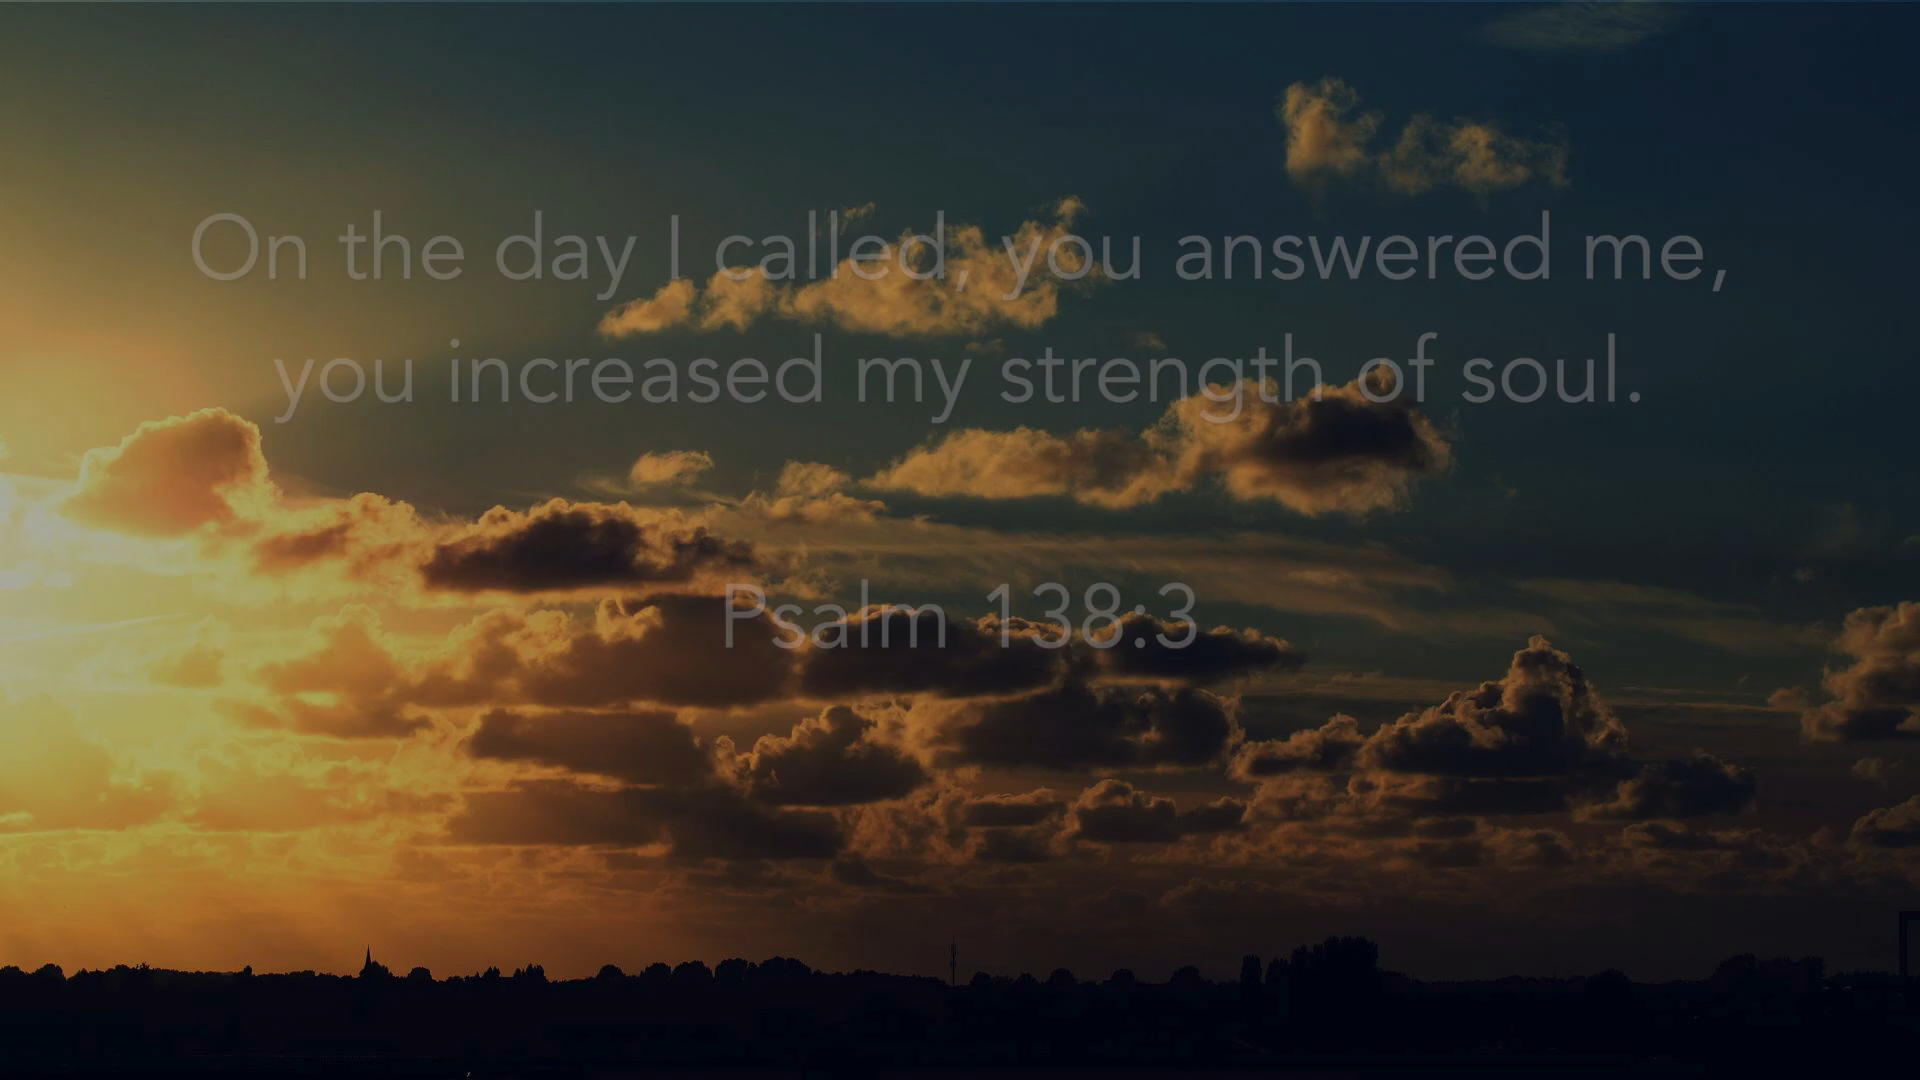 On the day I called, you answered me,
you increased my strength of soul.
Psalm 138:3